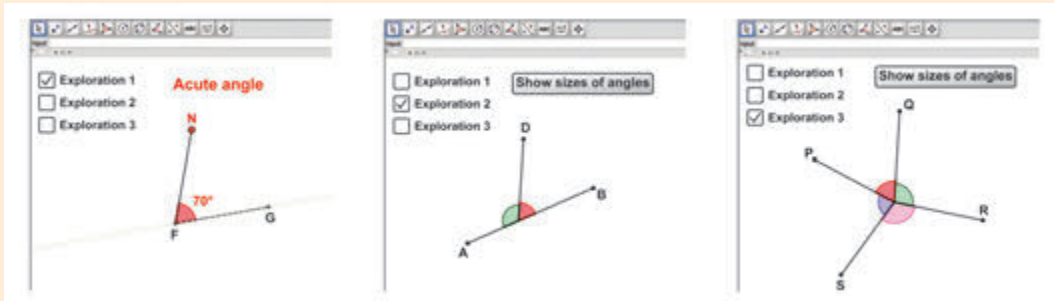 Exploration 1
Exploration 2
Exploration 3
Acute angle
N
70°
F
G
Exploration 1
Exploration 2
Exploration 3
Show sizes of angles
D
B
A
Exploration 1
Exploration 2
Exploration 3
Show sizes of angles
Q
P
R
S